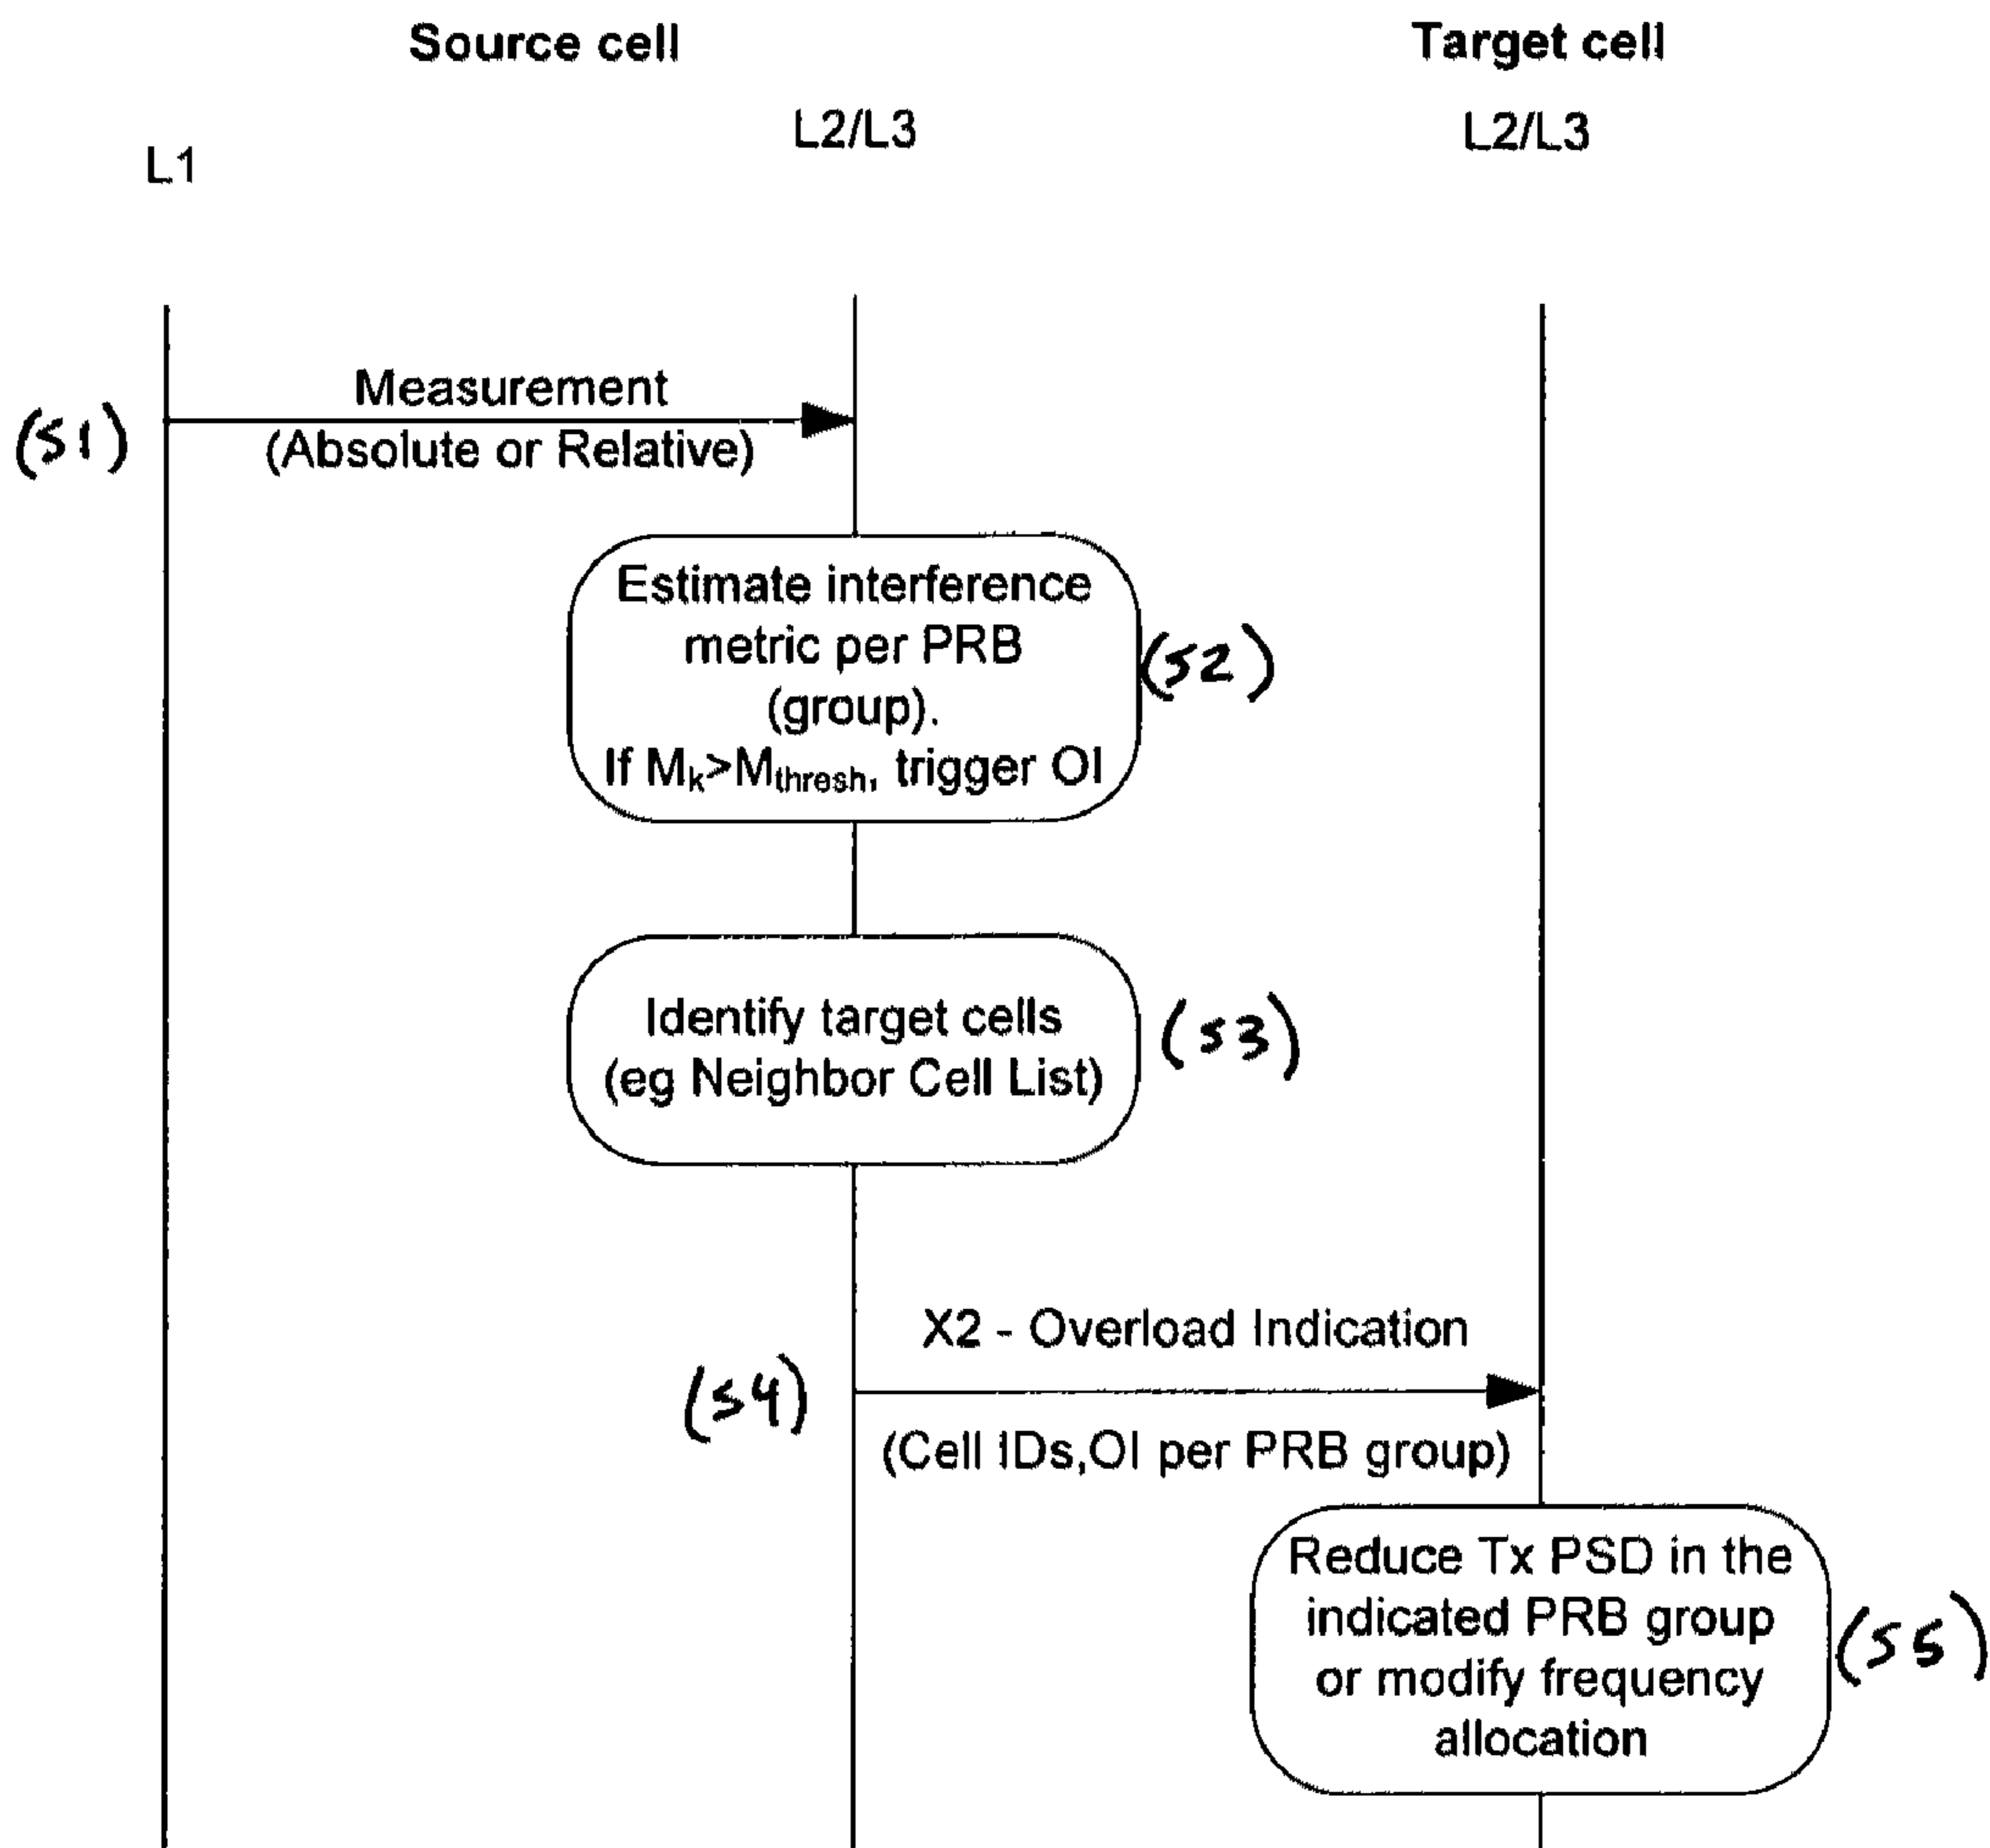 Source cell
Target cell
L1
L2/L3
L2/L3
(S1)
Measurement
(Absolute or Relative)
Estimate interference
metric per PRB
(group).
If Mk>Mthresh, trigger OI
(S2)
Identify target cells
(eg Neighbor Cell List)
(S3)
X2 - Overload Indication
(S4)
(Cell IDs,OI per PRB group)
Reduce Tx PSD in the
indicated PRB group
or modify frequency
allocation
(S5)